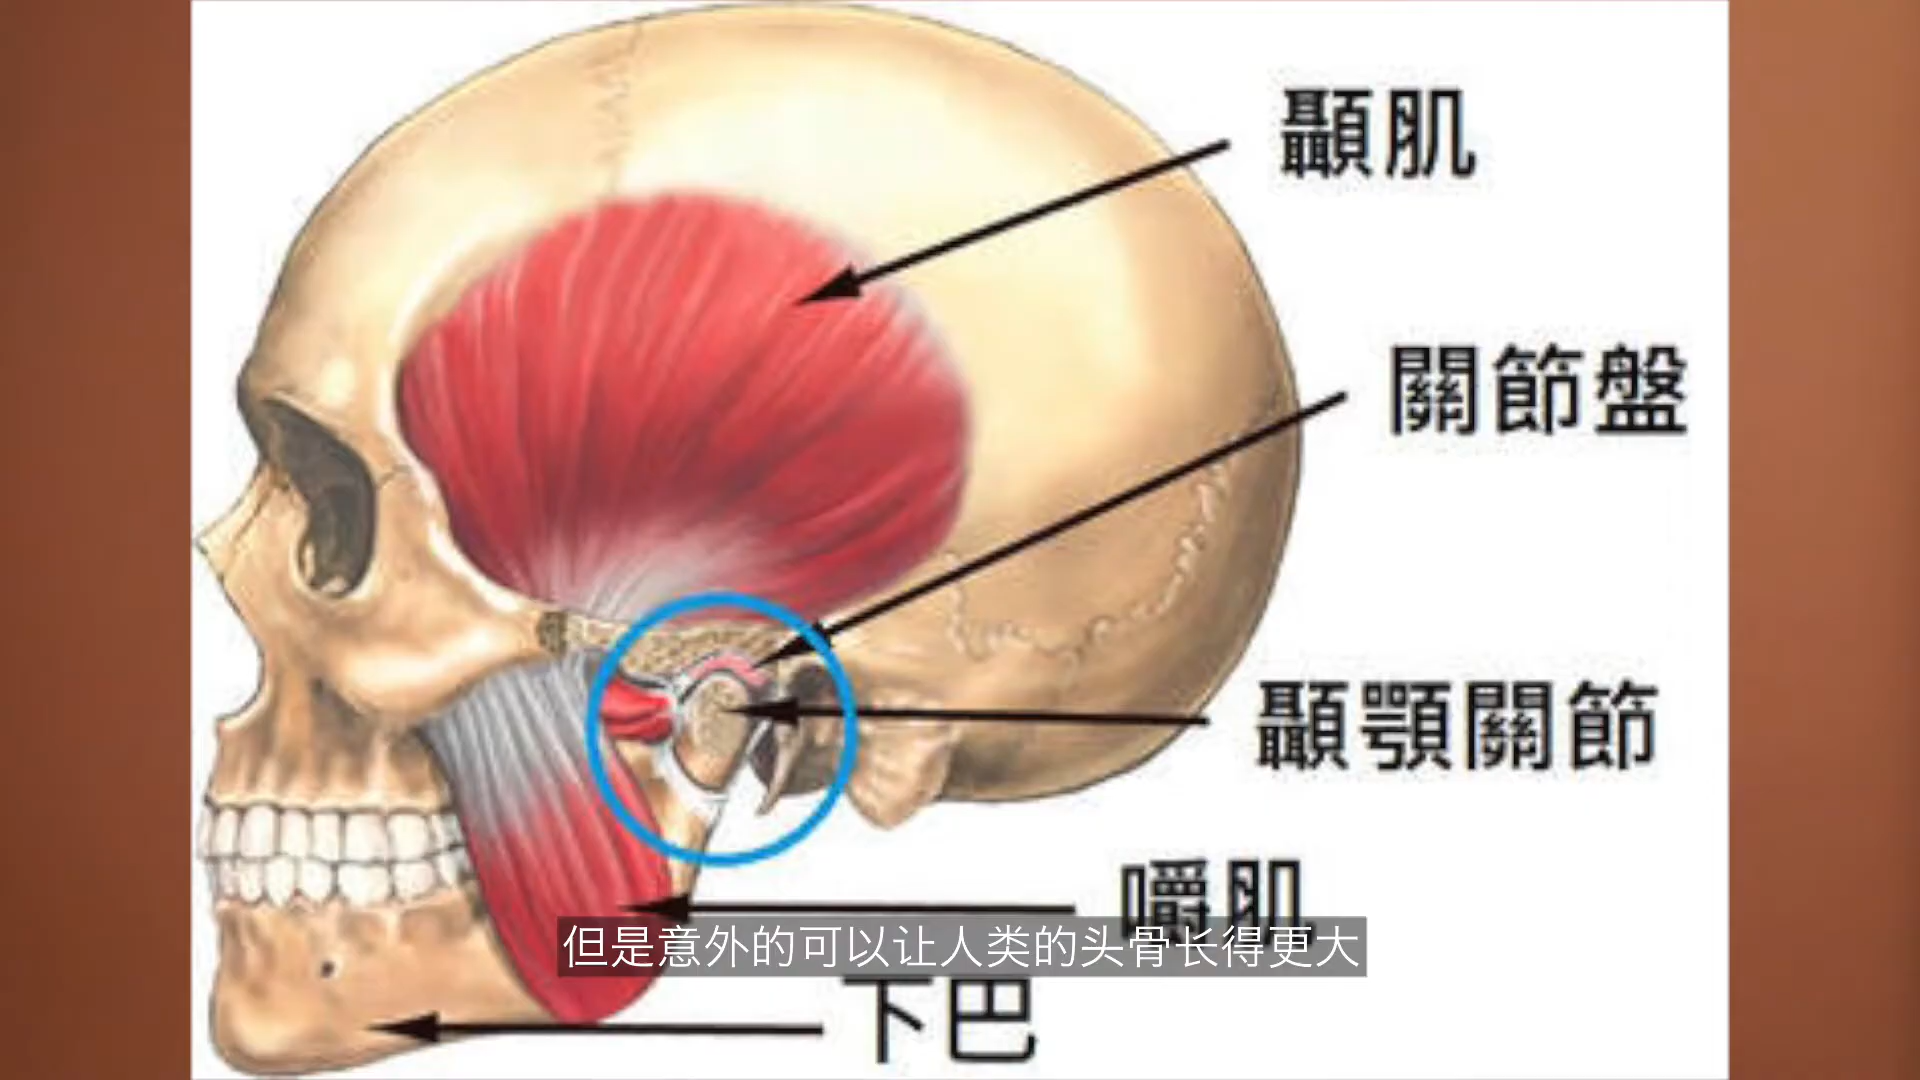 顳肌
關節盤
顳顎關節
嚼肌
但是意外的可以让人类的头骨长得更大
下巴